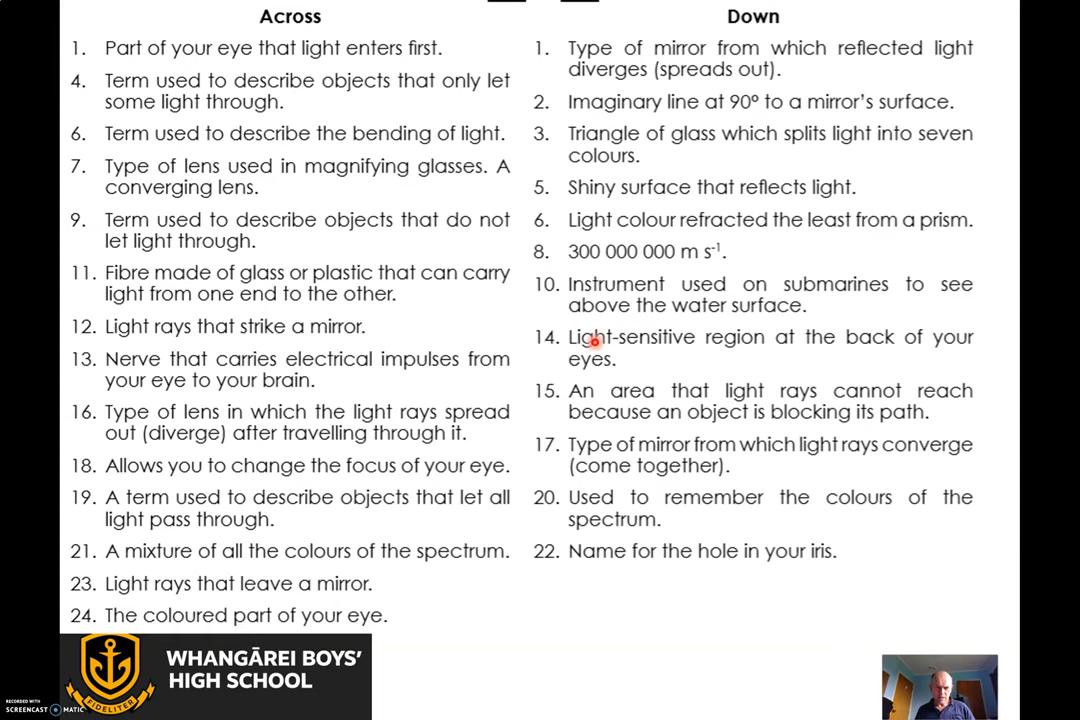 Across
1. Part of your eye that light enters first.
4. Term used to describe objects that only let
some light through.
6. Term used to describe the bending of light.
7. Type of lens used in magnifying glasses. A
converging lens.
9. Term used to describe objects that do not
let light through.
11. Fibre made of glass or plastic that can carry
light from one end to the other.
12. Light rays that strike a mirror.
13. Nerve that carries electrical impulses from
your eye to your brain.
16. Type of lens in which the light rays spread
out (diverge) after travelling through it.
18. Allows you to change the focus of your eye.
19. A term used to describe objects that let all
light pass through.
21. A mixture of all the colours of the spectrum.
23. Light rays that leave a mirror.
24. The coloured part of your eye.
Down
1. Type of mirror from which reflected light
diverges (spreads out).
2. Imaginary line at 90º to a mirror's surface.
3. Triangle of glass which splits light into seven
colours.
5. Shiny surface that reflects light.
6. Light colour refracted the least from a prism.
8. 300 000 000 m s⁻¹.
10. Instrument used on submarines to see
above the water surface.
14. Light-sensitive region at the back of your
eyes.
15. An area that light rays cannot reach
because an object is blocking its path.
17. Type of mirror from which light rays converge
(come together).
20. Used to remember the colours of the
spectrum.
22. Name for the hole in your iris.
FIDELITER
WHANGĀREI BOYS'
HIGH SCHOOL
RECORDED WITH
SCREENCAST MATIC